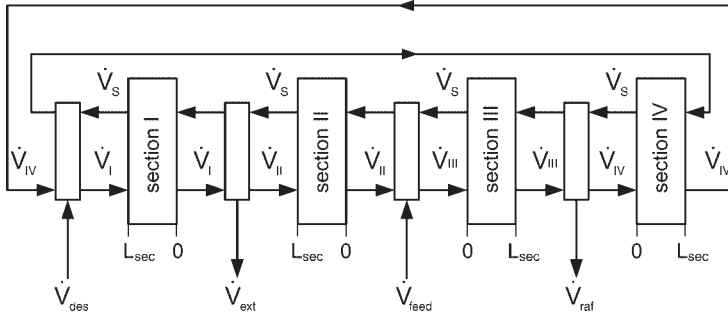 V̇S V̇S V̇S V̇S
section I section II section III section IV
V̇IV V̇I V̇I V̇II V̇II V̇III V̇III V̇IV V̇IV
Lsec 0 Lsec 0 0 Lsec 0 Lsec
V̇des V̇ext V̇feed V̇raf